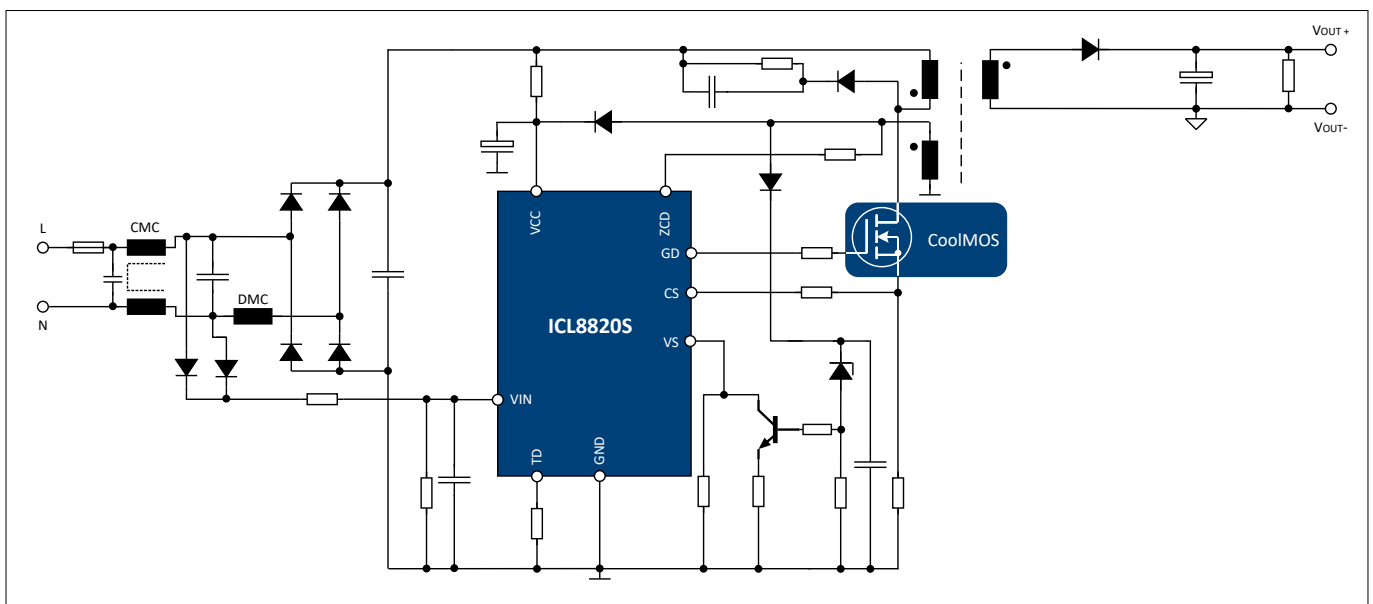 VOUT +
VOUT-
L
CMC
N
DMC
VCC
ZCD
GD
CoolMOS
CS
ICL8820S
VS
VIN
TD
GND